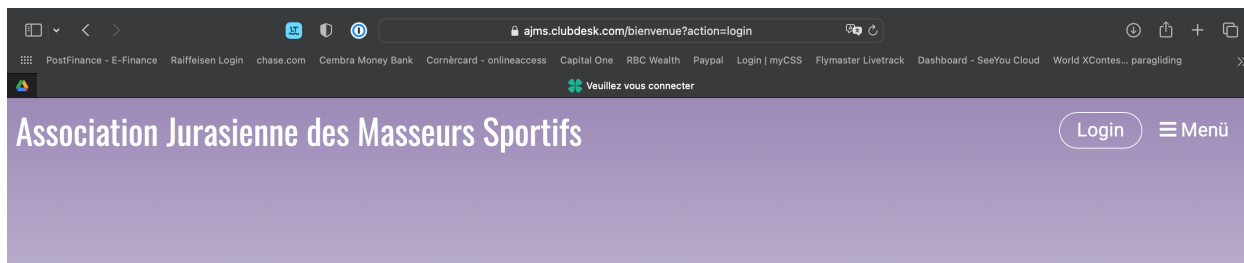 ajms.clubdesk.com/bienvenue?action=login
PostFinance - E-Finance Raiffeisen Login chase.com Cembra Money Bank Cornèrcard - onlineaccess Capital One RBC Wealth Paypal Login | myCSS Flymaster Livetrack Dashboard - SeeYou Cloud World XContes... paragliding
Veuillez vous connecter
Association Jurasienne des Masseurs Sportifs Login Menü